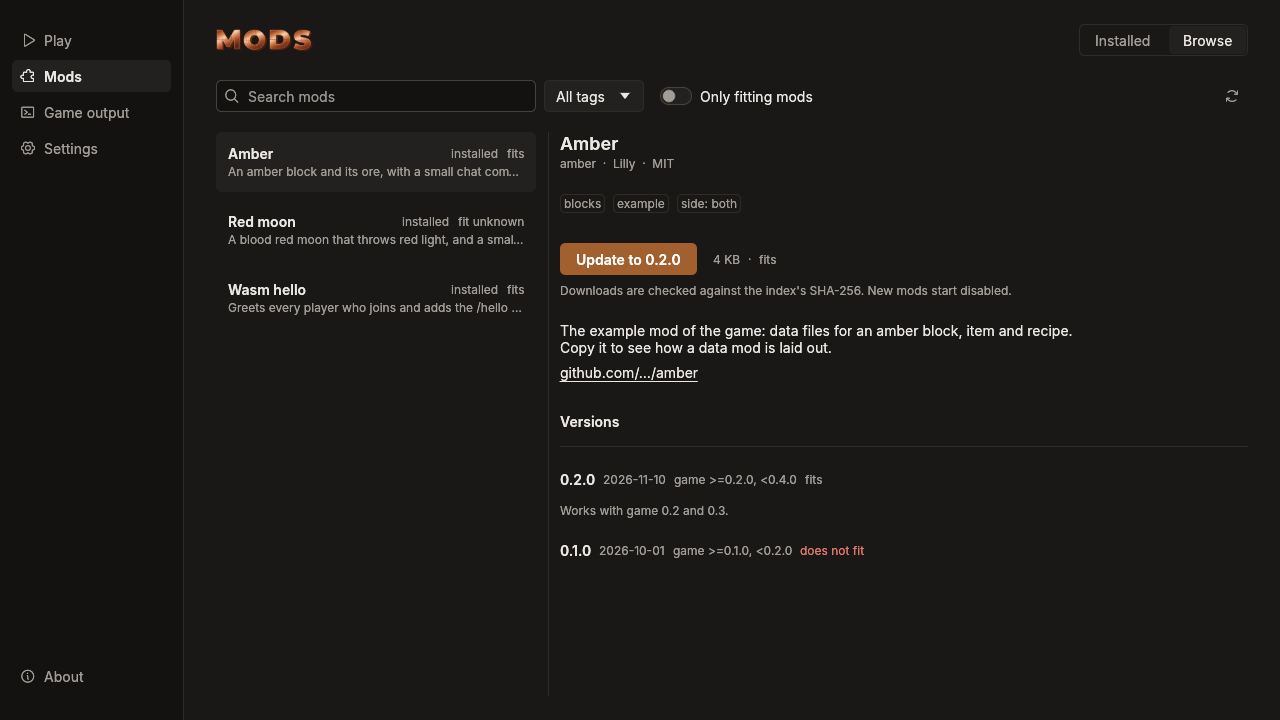 Play
Mods
Game output
Settings
About
MODS
Installed
Browse
Search mods
All tags
Only fitting mods
Amber installed fits
An amber block and its ore, with a small chat com...
Red moon installed fit unknown
A blood red moon that throws red light, and a smal...
Wasm hello installed fits
Greets every player who joins and adds the /hello ...
Amber
amber · Lilly · MIT
blocks example side: both
Update to 0.2.0 4 KB · fits
Downloads are checked against the index's SHA-256. New mods start disabled.
The example mod of the game: data files for an amber block, item and recipe.
Copy it to see how a data mod is laid out.
github.com/.../amber
Versions
0.2.0 2026-11-10 game >=0.2.0, <0.4.0 fits
Works with game 0.2 and 0.3.
0.1.0 2026-10-01 game >=0.1.0, <0.2.0 does not fit